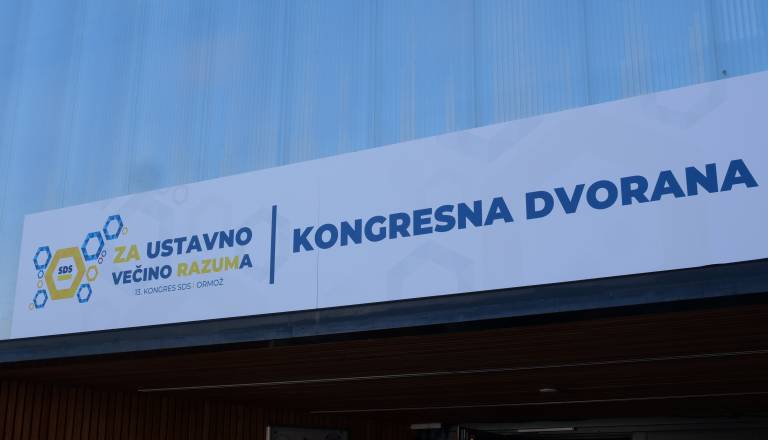 SDS
ZA USTAVNO
VEČINO RAZUMA
13. KONGRES SDS | ORMOŽ
KONGRESNA DVORANA